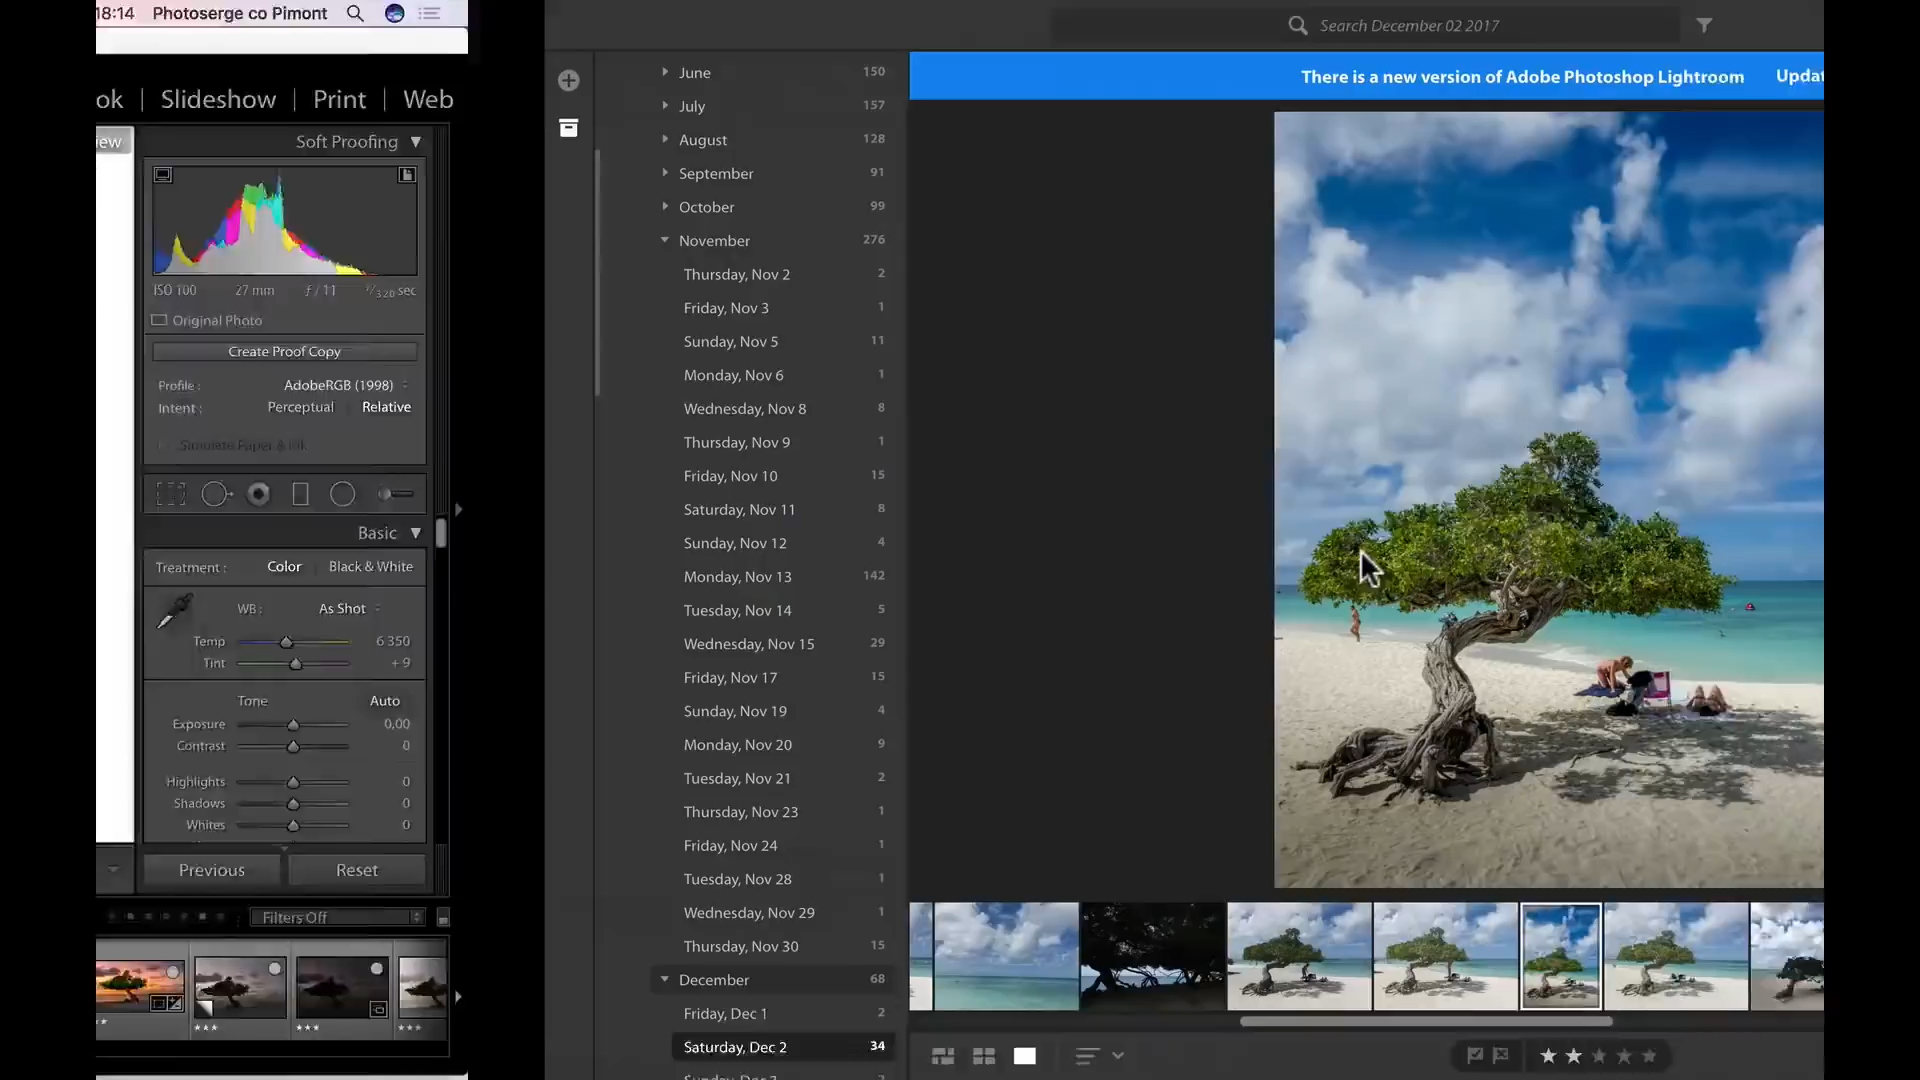 18:14 Photoserge co Pimont
ok | Slideshow | Print | Web
ew
Soft Proofing
ISO 100 27 mm ƒ / 11 1/320 sec
Original Photo
Create Proof Copy
Profile : AdobeRGB (1998)
Intent : Perceptual Relative
Simulate Paper & Ink
Basic
Treatment : Color Black & White
WB : As Shot
Temp 6 350
Tint + 9
Tone Auto
Exposure 0,00
Contrast 0
Highlights 0
Shadows 0
Whites 0
Previous Reset
Filters Off
Search December 02 2017
There is a new version of Adobe Photoshop Lightroom Updat
June 150
July 157
August 128
September 91
October 99
November 276
Thursday, Nov 2 2
Friday, Nov 3 1
Sunday, Nov 5 11
Monday, Nov 6 1
Wednesday, Nov 8 8
Thursday, Nov 9 1
Friday, Nov 10 15
Saturday, Nov 11 8
Sunday, Nov 12 4
Monday, Nov 13 142
Tuesday, Nov 14 5
Wednesday, Nov 15 29
Friday, Nov 17 15
Sunday, Nov 19 4
Monday, Nov 20 9
Tuesday, Nov 21 2
Thursday, Nov 23 1
Friday, Nov 24 1
Tuesday, Nov 28 1
Wednesday, Nov 29 1
Thursday, Nov 30 15
December 68
Friday, Dec 1 2
Saturday, Dec 2 34